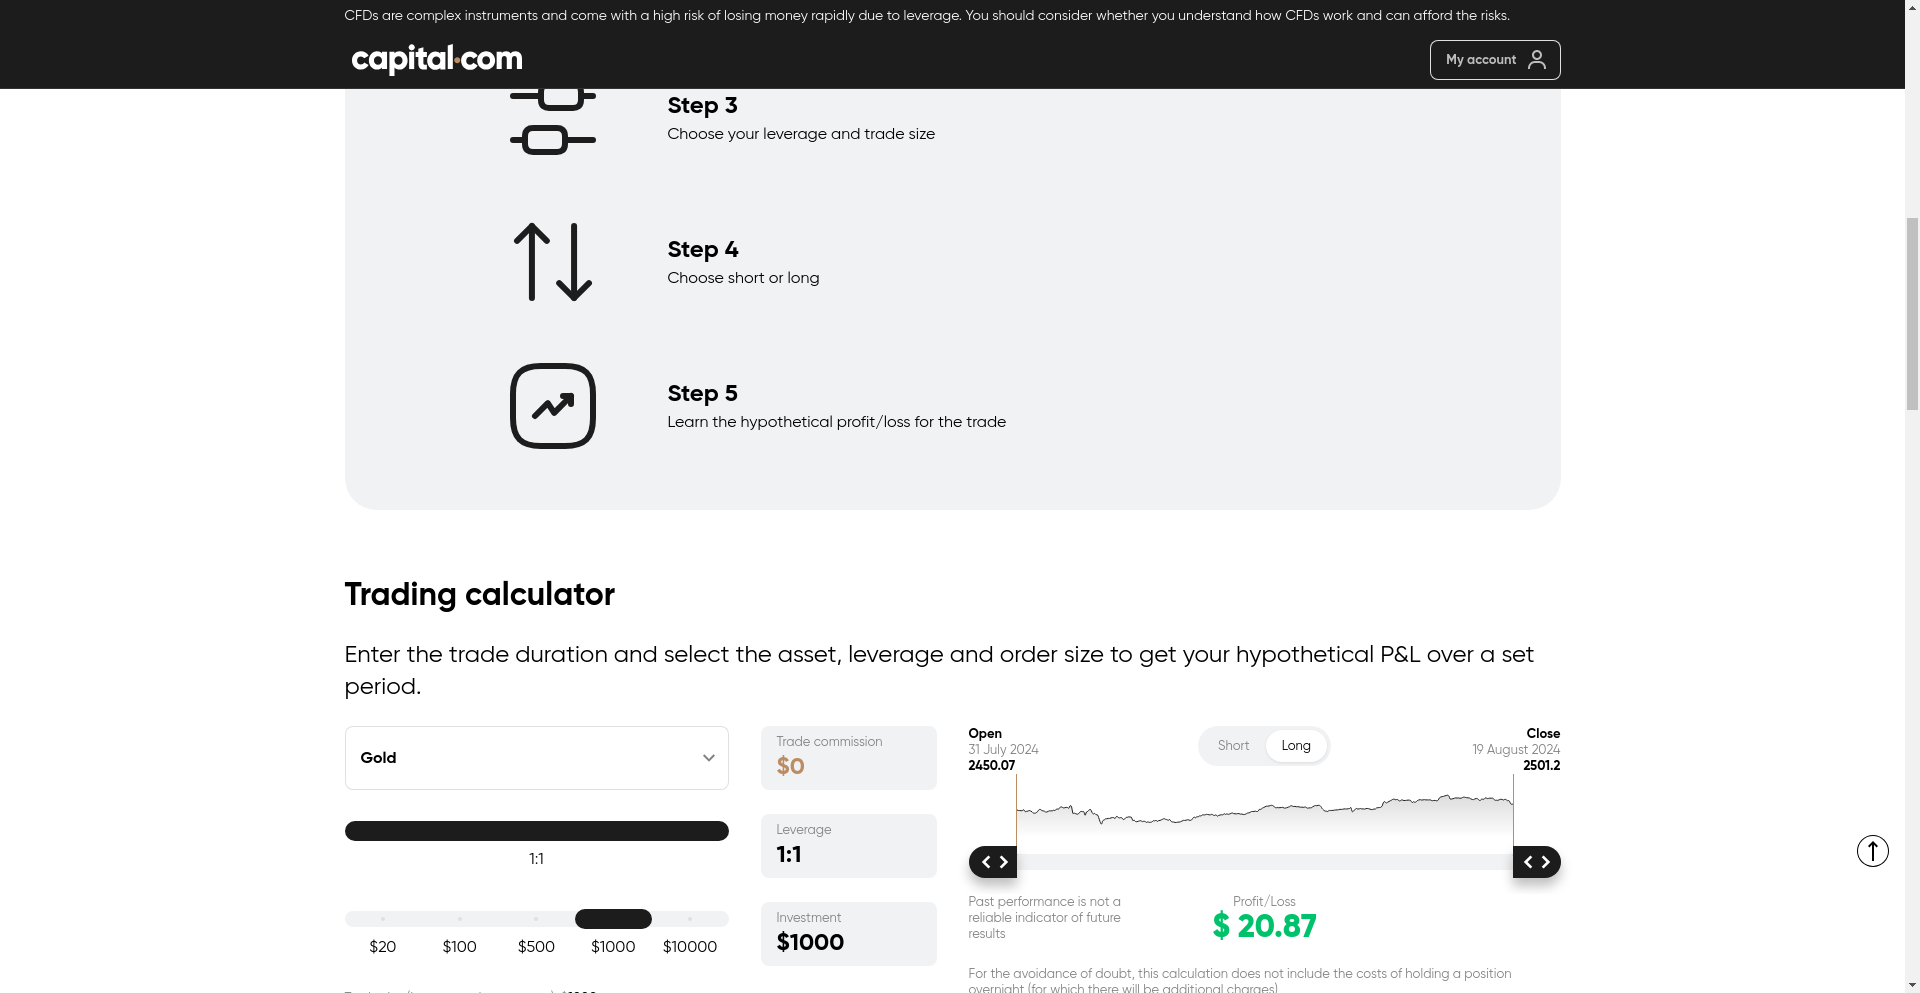 CFDs are complex instruments and come with a high risk of losing money rapidly due to leverage. You should consider whether you understand how CFDs work and can afford the risks.
capital.com
My account
Step 3
Choose your leverage and trade size
Step 4
Choose short or long
Step 5
Learn the hypothetical profit/loss for the trade
Trading calculator
Enter the trade duration and select the asset, leverage and order size to get your hypothetical P&L over a set
period.
Gold
1:1
$20 $100 $500 $1000 $10000
Trade commission
$0
Leverage
1:1
Investment
$1000
Open
31 July 2024
2450.07
Short Long
Close
19 August 2024
2501.2
Past performance is not a
reliable indicator of future
results
Profit/Loss
$ 20.87
For the avoidance of doubt, this calculation does not include the costs of holding a position
overnight (for which there will be additional charges)